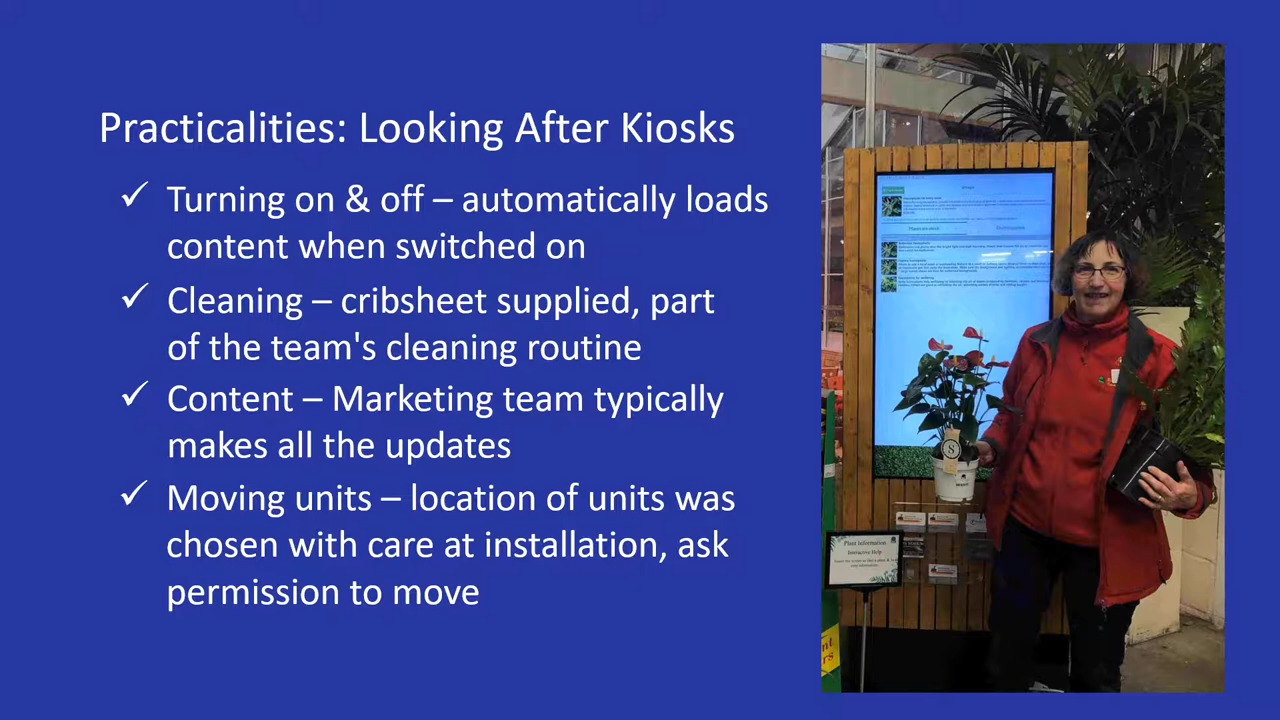 Practicalities: Looking After Kiosks
✓ Turning on & off – automatically loads
content when switched on
✓ Cleaning – cribsheet supplied, part
of the team's cleaning routine
✓ Content – Marketing team typically
makes all the updates
✓ Moving units – location of units was
chosen with care at installation, ask
permission to move
S
Plant Information
Interactive Help